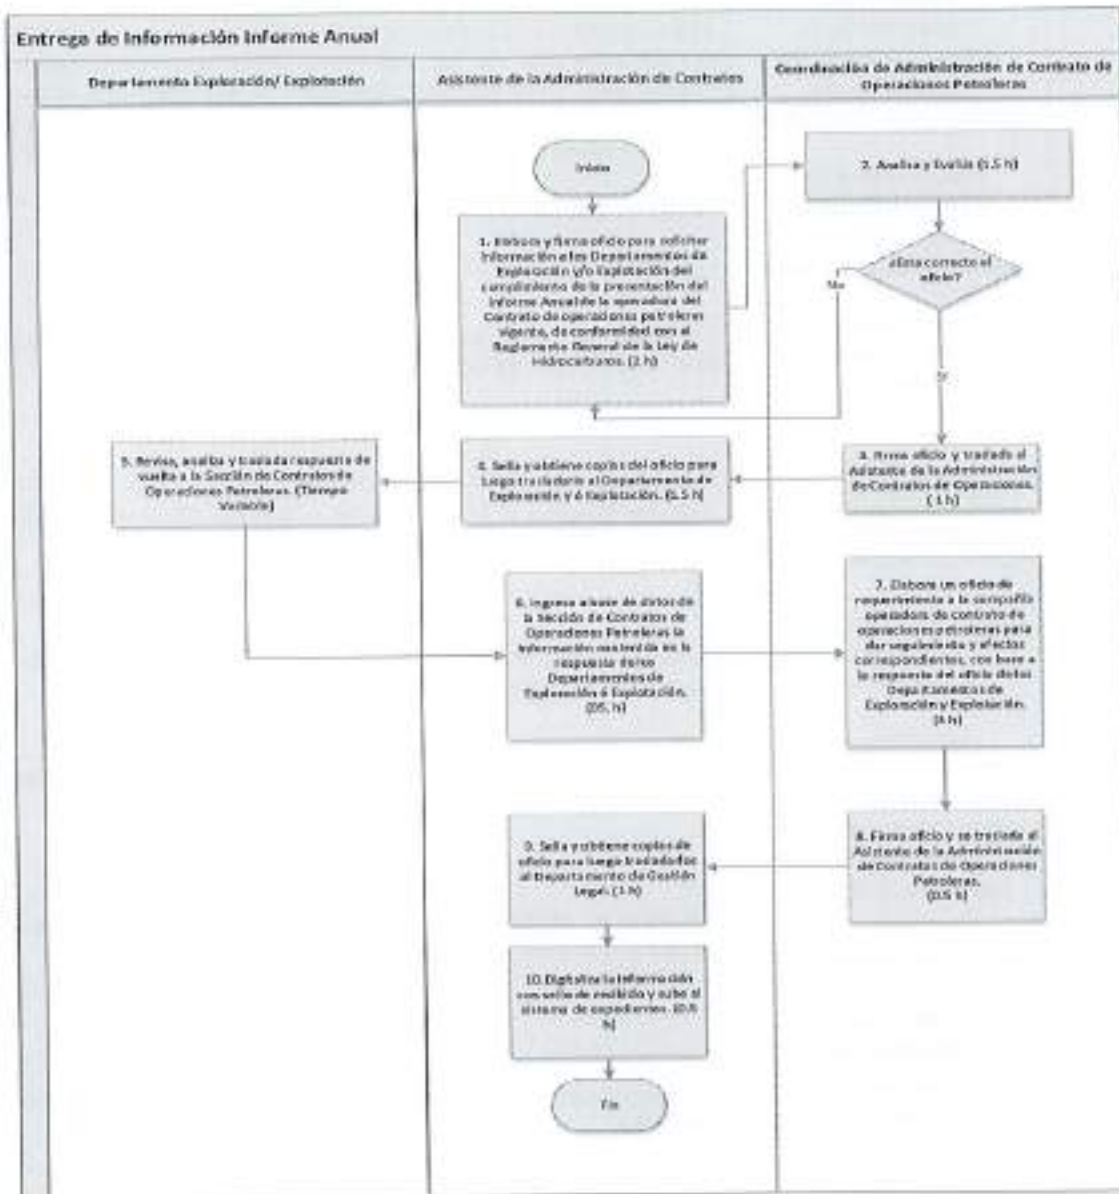 Entrega de Información Informe Anual
Departamento Exploración/ Explotación
Asistente de la Administración de Contratos
Coordinación de Administración de Contrato de
Operaciones Petroleras
Inicio
1. Elabora y firma oficio para solicitar
Información a los Departamentos de
Exploración y/o Explotación del
cumplimiento de la presentación del
Informe Anual de la operadora del
Contrato de operaciones petroleras
vigente, de conformidad con el
Reglamento General de la Ley de
Hidrocarburos. (2 h)
2. Analiza y Evalúa (1.5 h)
¿Esta correcto el
oficio?
No
Si
3. Firma oficio y traslada al
Asistente de la Administración
de Contratos de Operaciones.
( 1 h)
4. Sella y obtiene copias del oficio para
luego trasladarlo al Departamento de
Exploración y ó Explotación. (1.5 h)
5. Revisa, analiza y traslada respuesta de
vuelta a la Sección de Contratos de
Operaciones Petroleras. (Tiempo
Variable)
6. Ingresa a base de datos de
la Sección de Contratos de
Operaciones Petroleras la
Información contenida en la
respuesta de los
Departamentos de
Exploración ó Explotación.
(05. h)
7. Elabora un oficio de
requerimiento a la compañía
operadora de contrato de
operaciones petroleras para
dar seguimiento y efectos
correspondientes, con base a
la respuesta del oficio de los
Departamentos de
Exploración y Explotación.
8. Firma oficio y se traslada al
Asistente de la Administración
de Contratos de Operaciones
Petroleras.
(0.5 h)
9. Sella y obtiene copias de
oficio para luego trasladarlos
al Departamento de Gestión
Legal. (1 h)
10. Digitaliza la información
con sello de recibido y sube al
sistema de expedientes. (0.5
h)
Fin